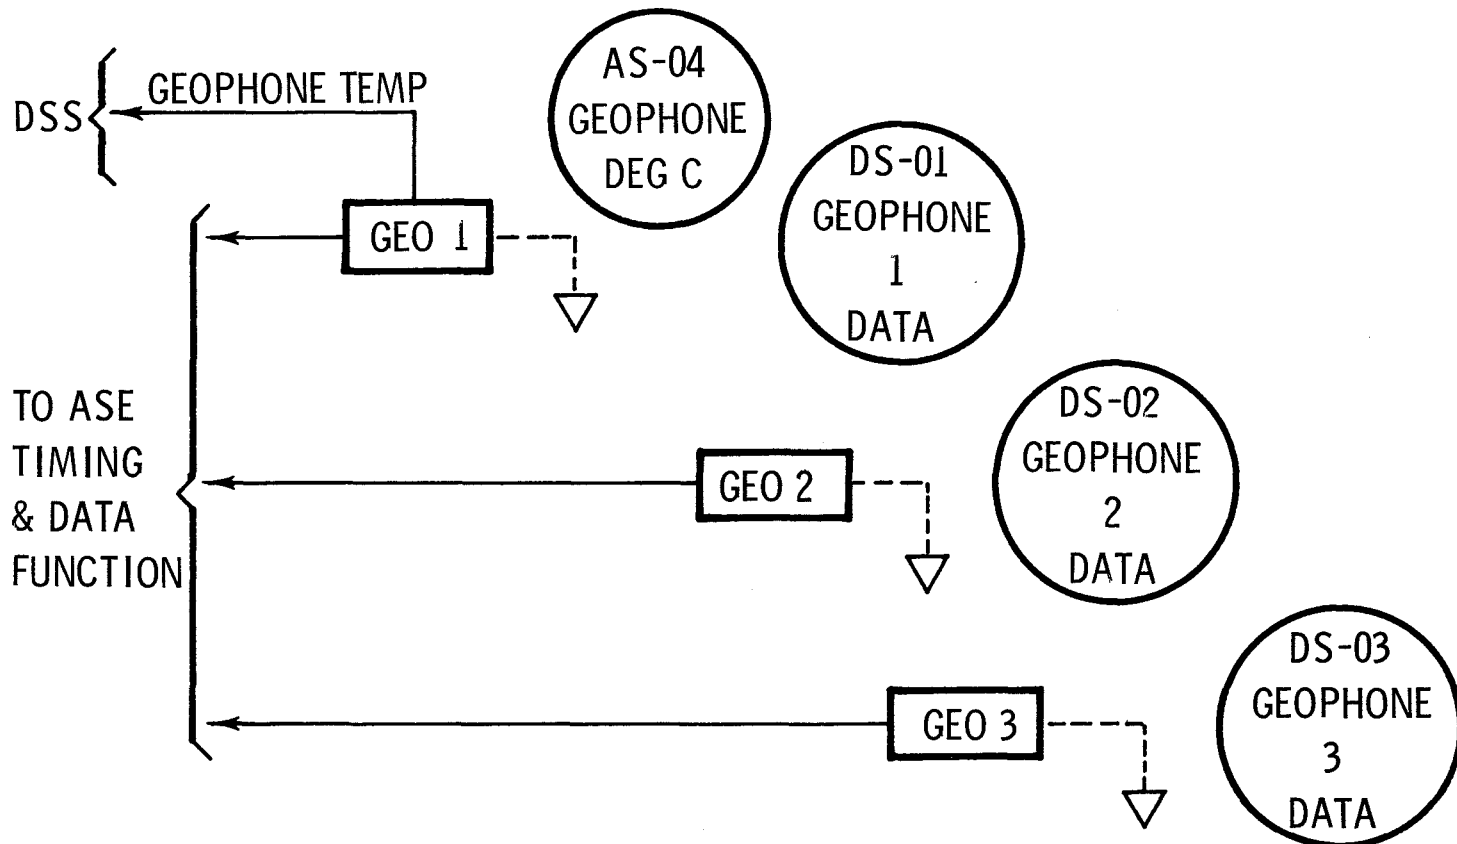 DSS
GEOPHONE TEMP
AS-04
GEOPHONE
DEG C
GEO 1
DS-01
GEOPHONE
1
DATA
TO ASE
TIMING
& DATA
FUNCTION
GEO 2
DS-02
GEOPHONE
2
DATA
GEO 3
DS-03
GEOPHONE
3
DATA